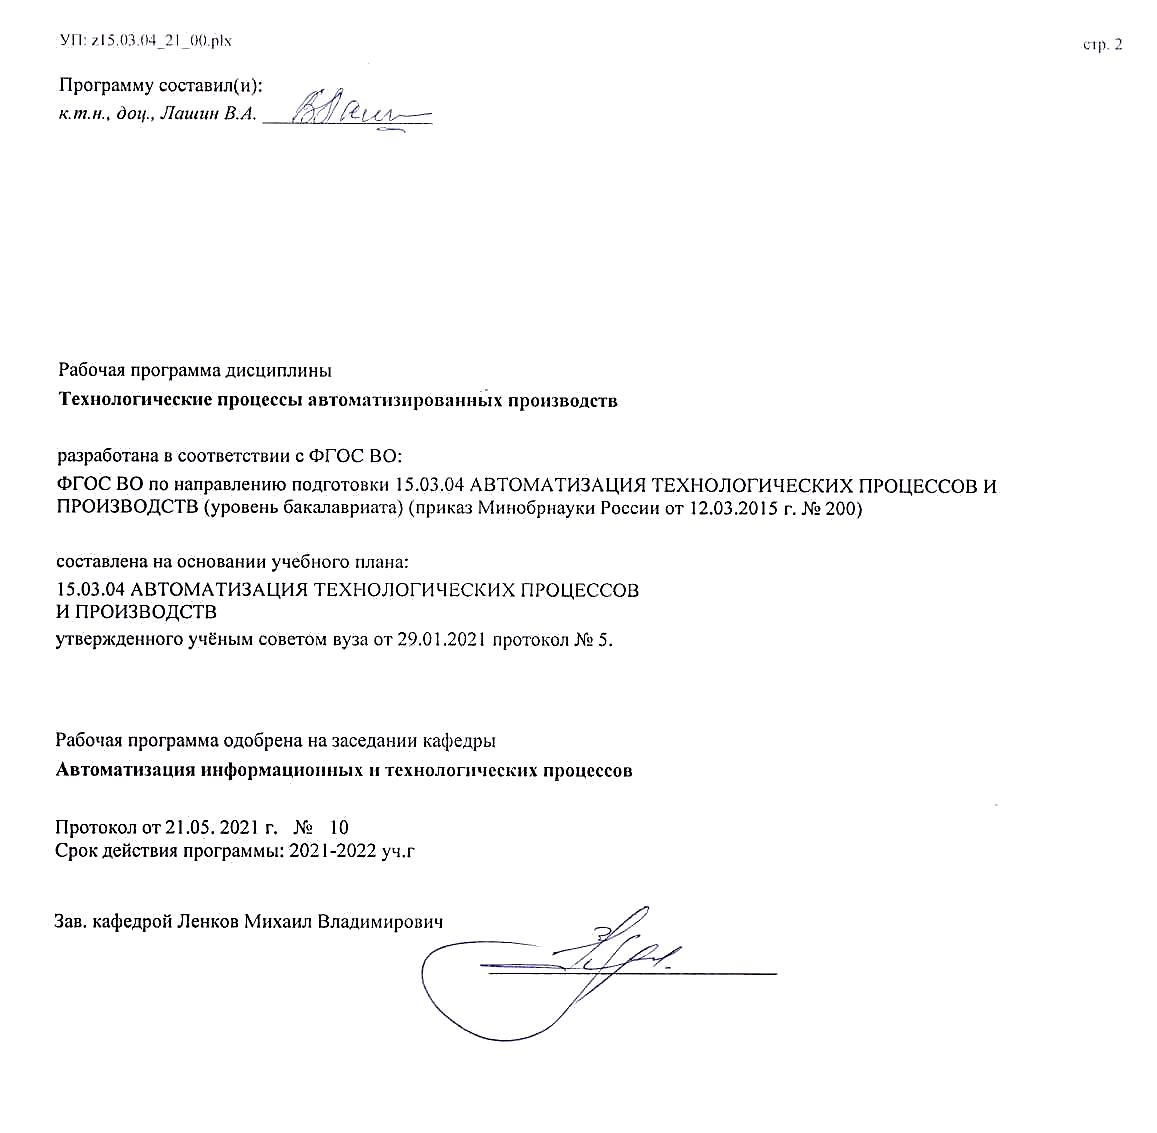 УП: z15.03.04_21_00.plx
стр. 2
Программу составил(и):
к.т.н., доц., Лашин В.А.
Рабочая программа дисциплины
Технологические процессы автоматизированных производств
разработана в соответствии с ФГОС ВО:
ФГОС ВО по направлению подготовки 15.03.04 АВТОМАТИЗАЦИЯ ТЕХНОЛОГИЧЕСКИХ ПРОЦЕССОВ И
ПРОИЗВОДСТВ (уровень бакалавриата) (приказ Минобрнауки России от 12.03.2015 г. № 200)
составлена на основании учебного плана:
15.03.04 АВТОМАТИЗАЦИЯ ТЕХНОЛОГИЧЕСКИХ ПРОЦЕССОВ
И ПРОИЗВОДСТВ
утвержденного учёным советом вуза от 29.01.2021 протокол № 5.
Рабочая программа одобрена на заседании кафедры
Автоматизация информационных и технологических процессов
Протокол от 21.05. 2021 г. № 10
Срок действия программы: 2021-2022 уч.г
Зав. кафедрой Ленков Михаил Владимирович